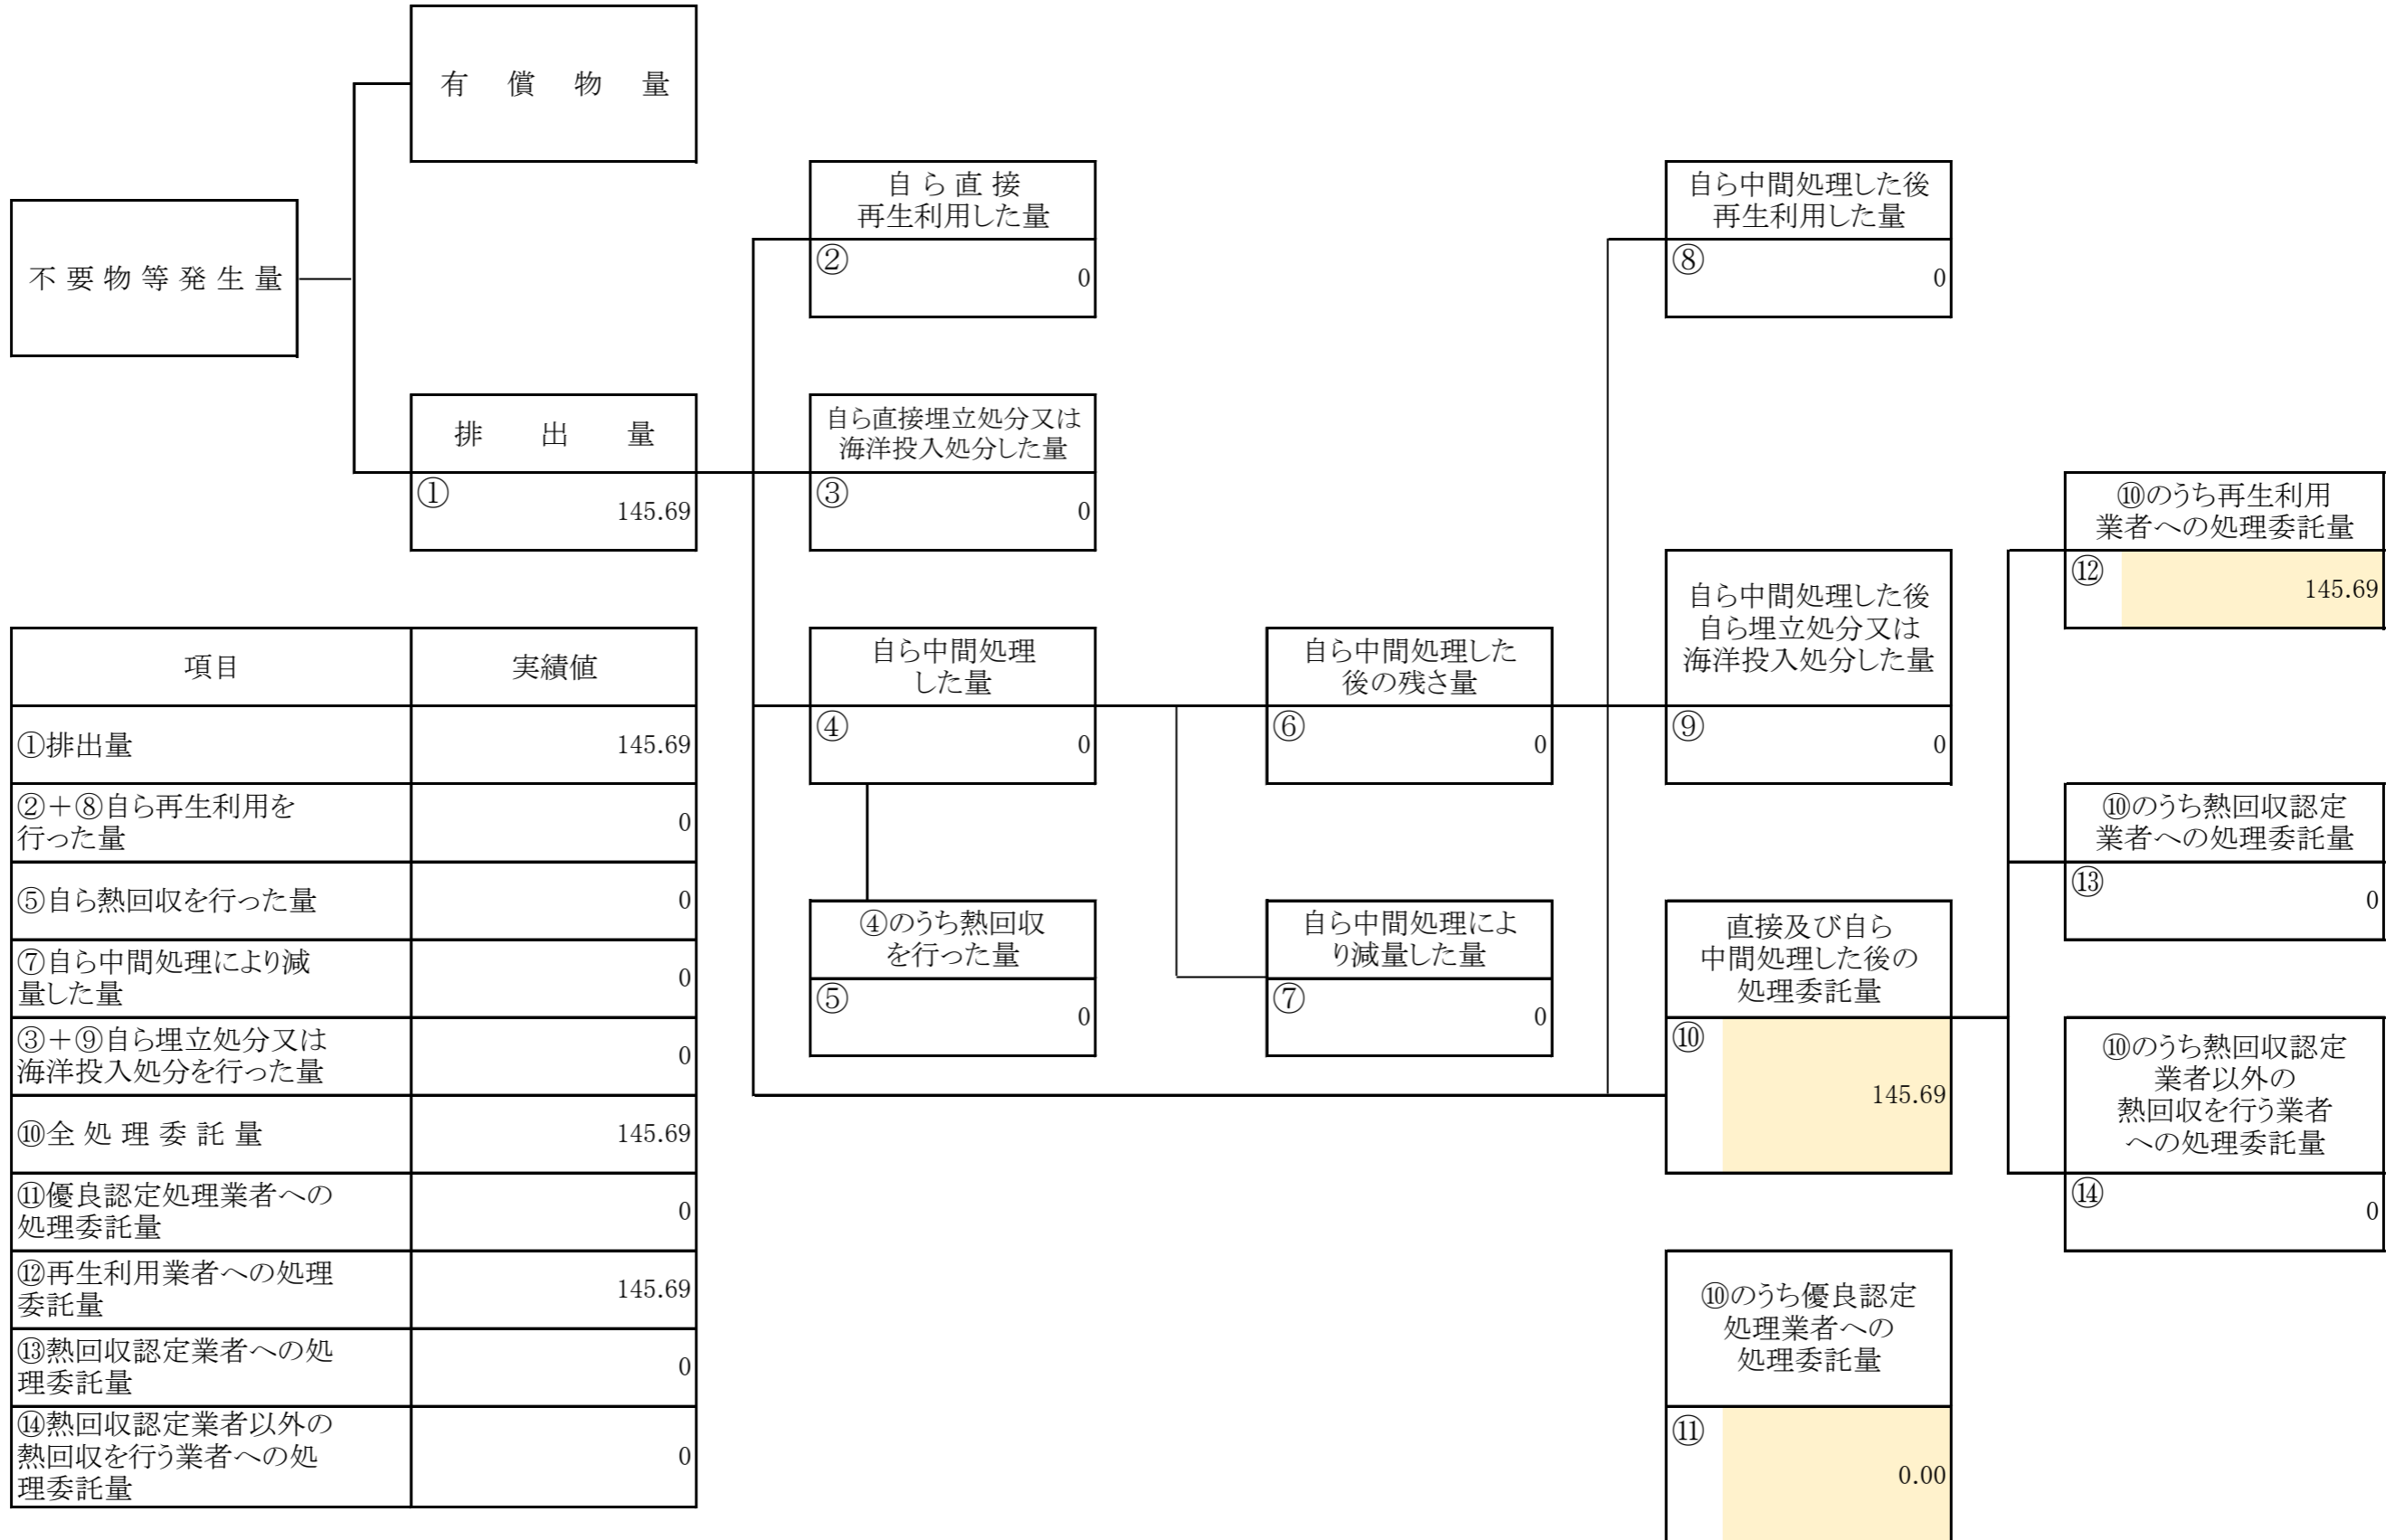 有　償　物　量
不 要 物 等 発 生 量
排　出　量
①
145.69
自 ら 直 接
再生利用した量
②
0
自ら直接埋立処分又は
海洋投入処分した量
③
0
自ら中間処理
した量
④
0
④のうち熱回収
を行った量
⑤
0
自ら中間処理した
後の残さ量
⑥
0
自ら中間処理によ
り減量した量
⑦
0
自ら中間処理した後
再生利用した量
⑧
0
自ら中間処理した後
自ら埋立処分又は
海洋投入処分した量
⑨
0
直接及び自ら
中間処理した後の
処理委託量
⑩
145.69
⑩のうち優良認定
処理業者への
処理委託量
⑪
0.00
⑩のうち再生利用
業者への処理委託量
⑫
145.69
⑩のうち熱回収認定
業者への処理委託量
⑬
0
⑩のうち熱回収認定
業者以外の
熱回収を行う業者
への処理委託量
⑭
0
項目
実績値
①排出量
145.69
②＋⑧自ら再生利用を
行った量
0
⑤自ら熱回収を行った量
0
⑦自ら中間処理により減
量した量
0
③＋⑨自ら埋立処分又は
海洋投入処分を行った量
0
⑩全 処 理 委 託 量
145.69
⑪優良認定処理業者への
処理委託量
0
⑫再生利用業者への処理
委託量
145.69
⑬熱回収認定業者への処
理委託量
0
⑭熱回収認定業者以外の
熱回収を行う業者への処
理委託量
0